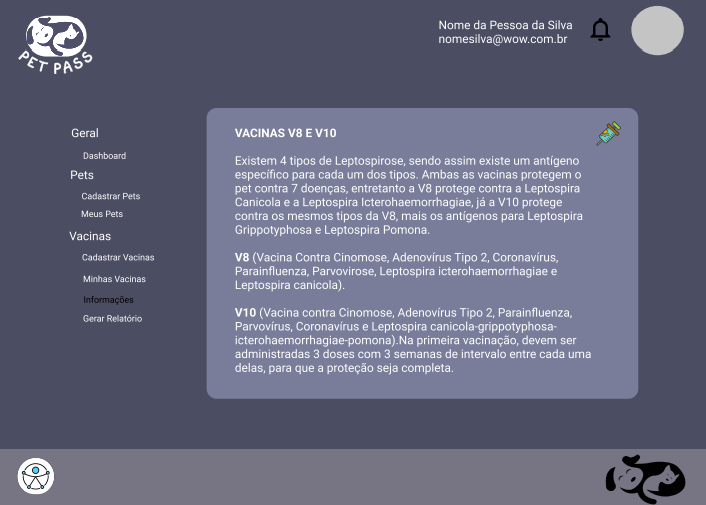 Nome da Pessoa da Silva
nomesilva@wow.com.br
PET PASS
Geral
Dashboard
Pets
Cadastrar Pets
Meus Pets
Vacinas
Cadastrar Vacinas
Minhas Vacinas
Informações
Gerar Relatório
VACINAS V8 E V10
Existem 4 tipos de Leptospirose, sendo assim existe um antígeno
específico para cada um dos tipos. Ambas as vacinas protegem o
pet contra 7 doenças, entretanto a V8 protege contra a Leptospira
Canicola e a Leptospira Icterohaemorrhagiae, já a V10 protege
contra os mesmos tipos da V8, mais os antígenos para Leptospira
Grippotyphosa e Leptospira Pomona.
V8 (Vacina Contra Cinomose, Adenovírus Tipo 2, Coronavírus,
Parainfluenza, Parvovirose, Leptospira icterohaemorrhagiae e
Leptospira canicola).
V10 (Vacina contra Cinomose, Adenovírus Tipo 2, Parainfluenza,
Parvovírus, Coronavírus e Leptospira canicola-grippotyphosa-
icterohaemorrhagiae-pomona).Na primeira vacinação, devem ser
administradas 3 doses com 3 semanas de intervalo entre cada uma
delas, para que a proteção seja completa.